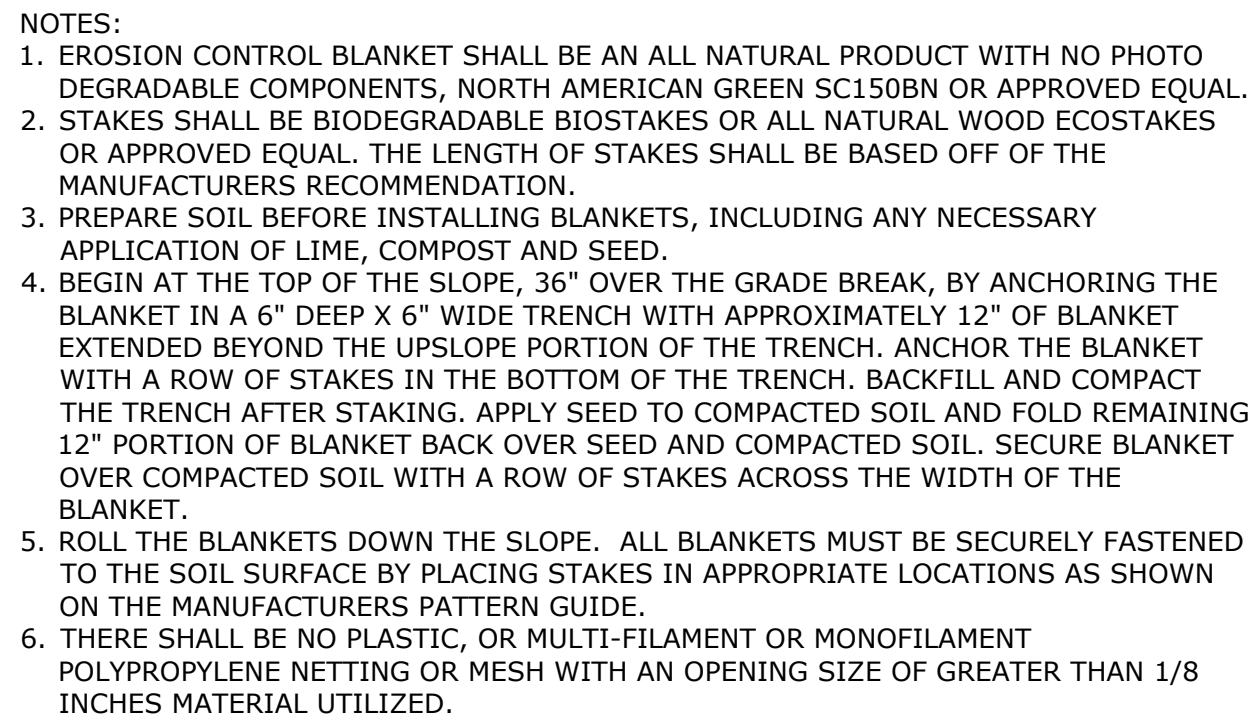 NOTES:
1. EROSION CONTROL BLANKET SHALL BE AN ALL NATURAL PRODUCT WITH NO PHOTO
DEGRADABLE COMPONENTS, NORTH AMERICAN GREEN SC150BN OR APPROVED EQUAL.
2. STAKES SHALL BE BIODEGRADABLE BIOSTAKES OR ALL NATURAL WOOD ECOSTAKES
OR APPROVED EQUAL. THE LENGTH OF STAKES SHALL BE BASED OFF OF THE
MANUFACTURERS RECOMMENDATION.
3. PREPARE SOIL BEFORE INSTALLING BLANKETS, INCLUDING ANY NECESSARY
APPLICATION OF LIME, COMPOST AND SEED.
4. BEGIN AT THE TOP OF THE SLOPE, 36" OVER THE GRADE BREAK, BY ANCHORING THE
BLANKET IN A 6" DEEP X 6" WIDE TRENCH WITH APPROXIMATELY 12" OF BLANKET
EXTENDED BEYOND THE UPSLOPE PORTION OF THE TRENCH. ANCHOR THE BLANKET
WITH A ROW OF STAKES IN THE BOTTOM OF THE TRENCH. BACKFILL AND COMPACT
THE TRENCH AFTER STAKING. APPLY SEED TO COMPACTED SOIL AND FOLD REMAINING
12" PORTION OF BLANKET BACK OVER SEED AND COMPACTED SOIL. SECURE BLANKET
OVER COMPACTED SOIL WITH A ROW OF STAKES ACROSS THE WIDTH OF THE
BLANKET.
5. ROLL THE BLANKETS DOWN THE SLOPE.  ALL BLANKETS MUST BE SECURELY FASTENED
TO THE SOIL SURFACE BY PLACING STAKES IN APPROPRIATE LOCATIONS AS SHOWN
ON THE MANUFACTURERS PATTERN GUIDE.
6. THERE SHALL BE NO PLASTIC, OR MULTI-FILAMENT OR MONOFILAMENT
POLYPROPYLENE NETTING OR MESH WITH AN OPENING SIZE OF GREATER THAN 1/8
INCHES MATERIAL UTILIZED.